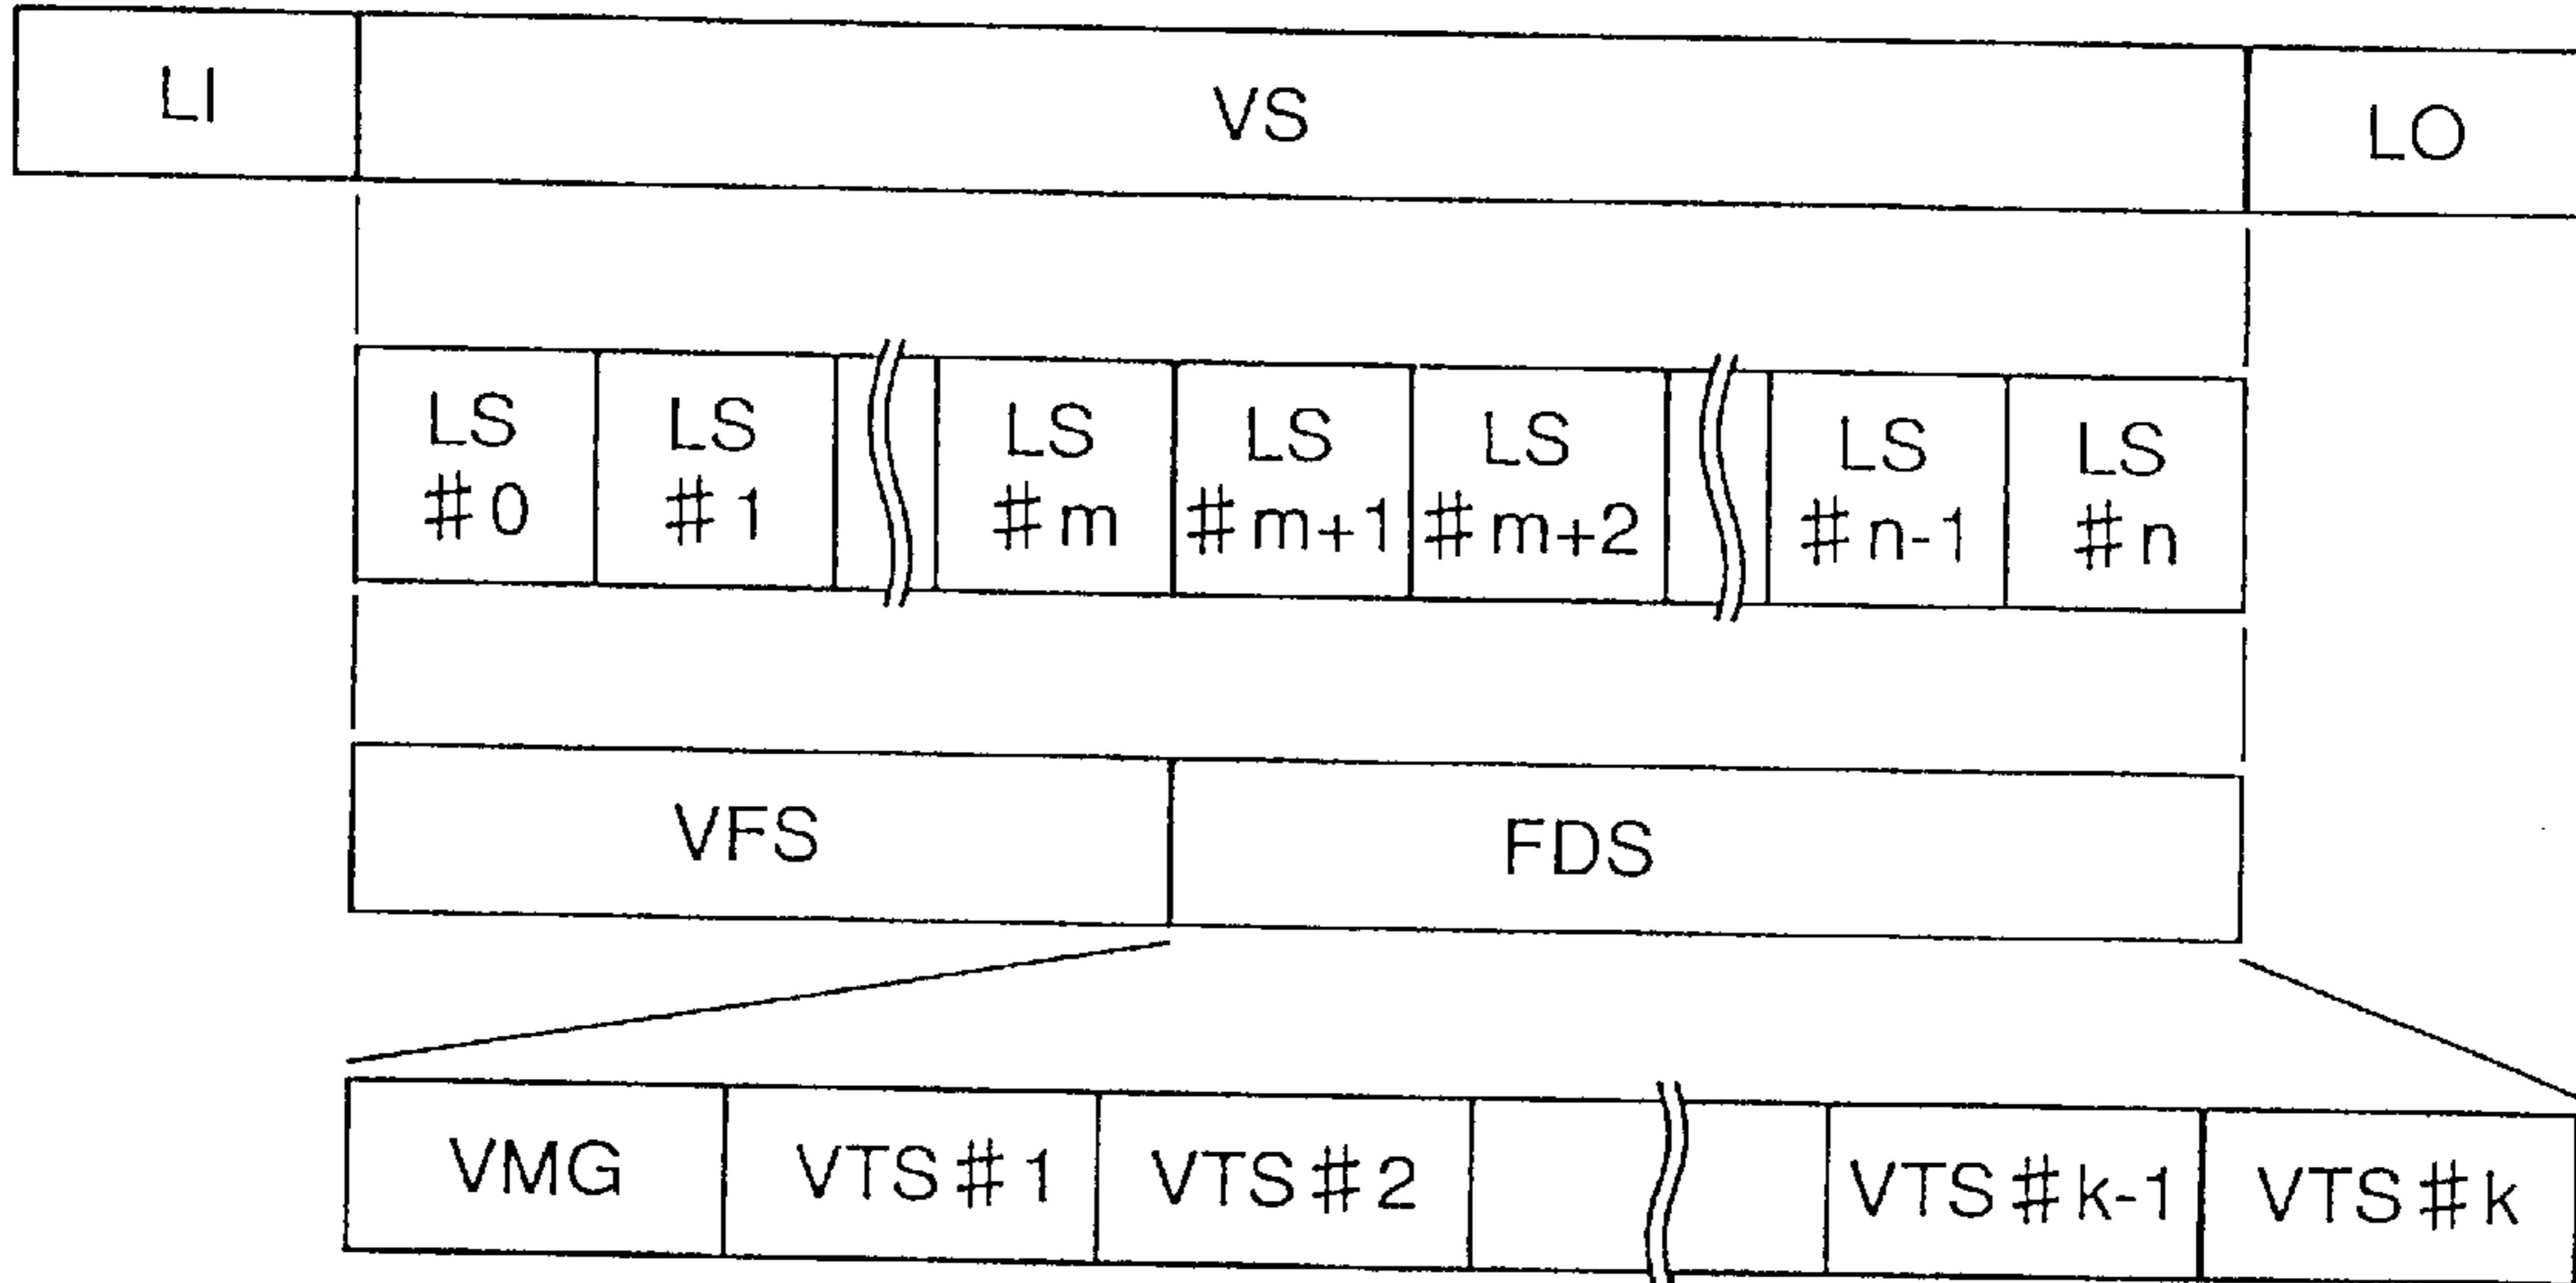 LI VS LO
LS LS LS LS LS LS LS
#0 #1 #m #m+1 #m+2 #n-1 #n
VFS FDS
VMG VTS#1 VTS#2 VTS#k-1 VTS#k